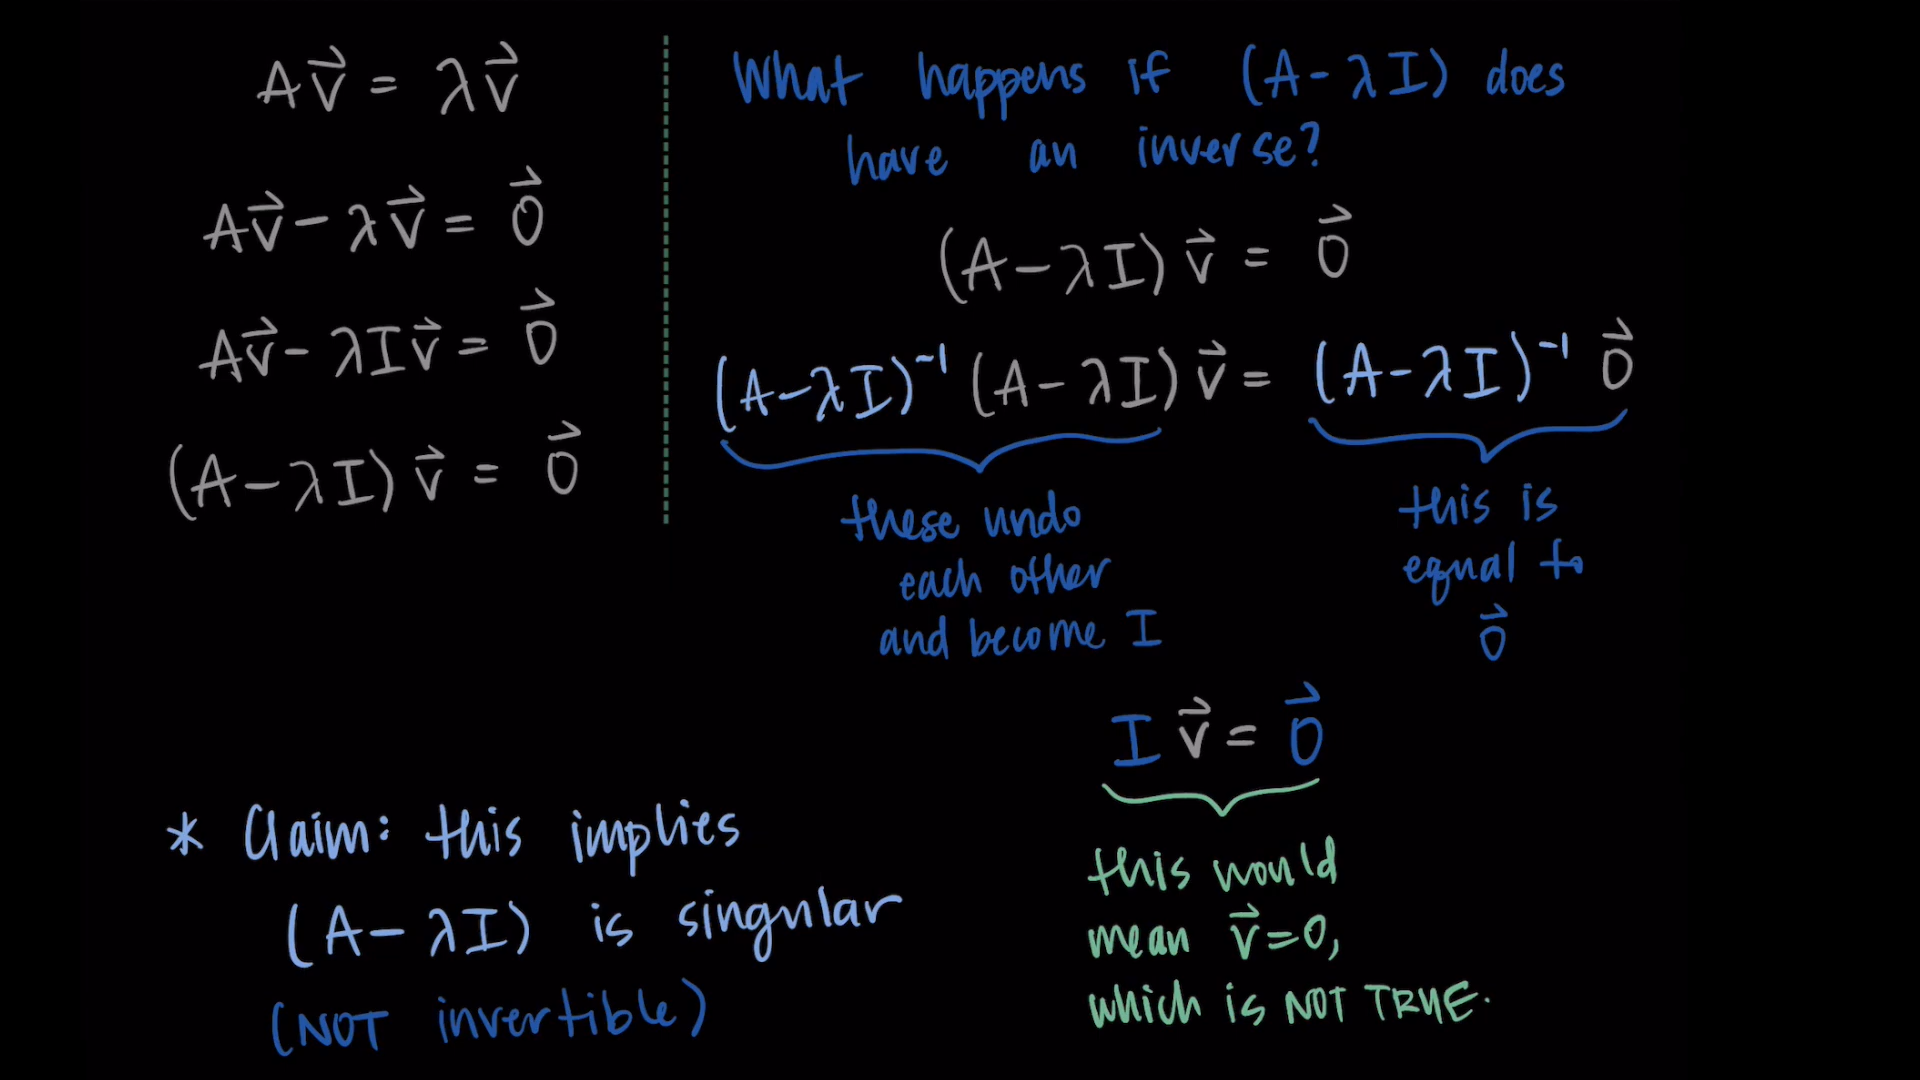 A v⃗ = λ v⃗
A v⃗ − λ v⃗ = 0⃗
A v⃗ − λ I v⃗ = 0⃗
(A − λ I) v⃗ = 0⃗
* Claim: this implies
(A − λ I) is singular
(NOT invertible)
What happens if (A − λ I) does
have an inverse?
(A − λ I) v⃗ = 0⃗
(A − λ I)⁻¹ (A − λ I) v⃗ = (A − λ I)⁻¹ 0⃗
these undo
each other
and become I
this is
equal to
0⃗
I v⃗ = 0⃗
this would
mean v⃗ = 0,
which is NOT TRUE.